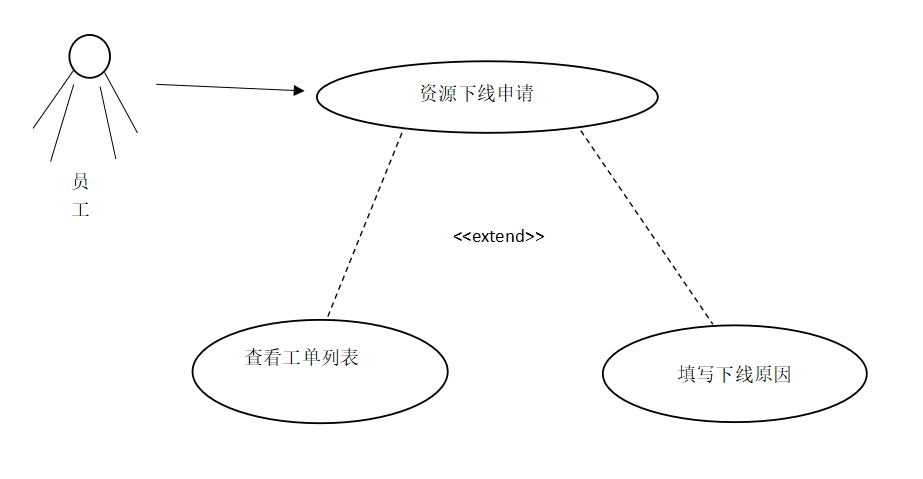 资源下线申请
员
工
<<extend>>
查看工单列表
填写下线原因